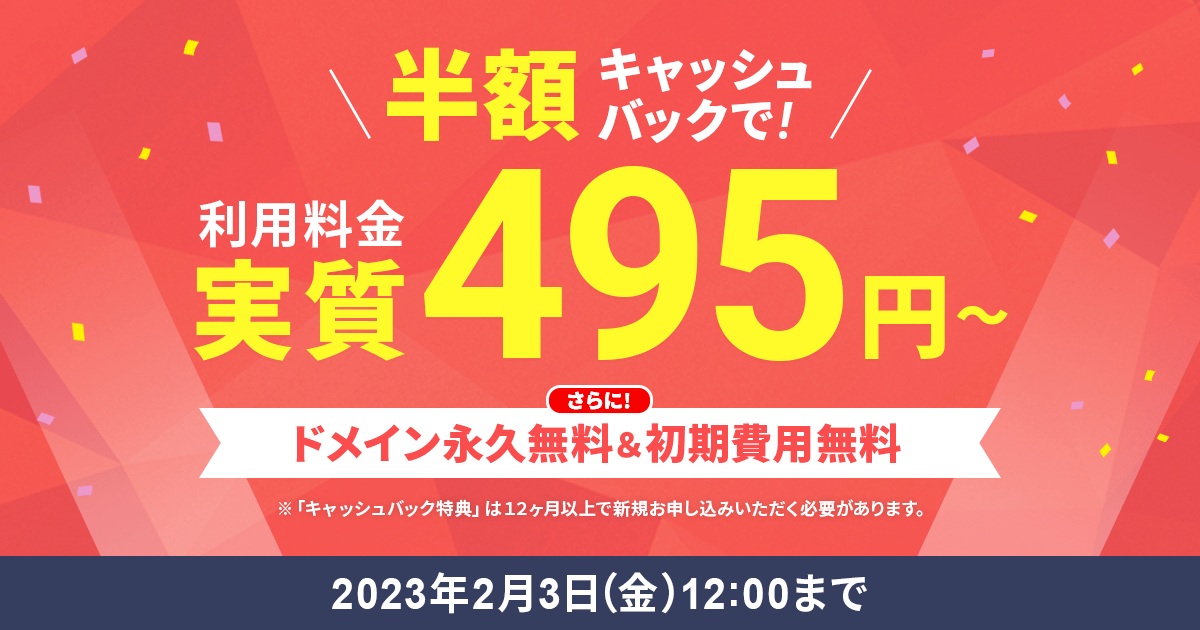 半額 キャッシュ
バックで!
利用料金
実質 495円〜
さらに!
ドメイン永久無料&初期費用無料
※「キャッシュバック特典」は12ヶ月以上で新規お申し込みいただく必要があります。
2023年2月3日(金)12:00まで